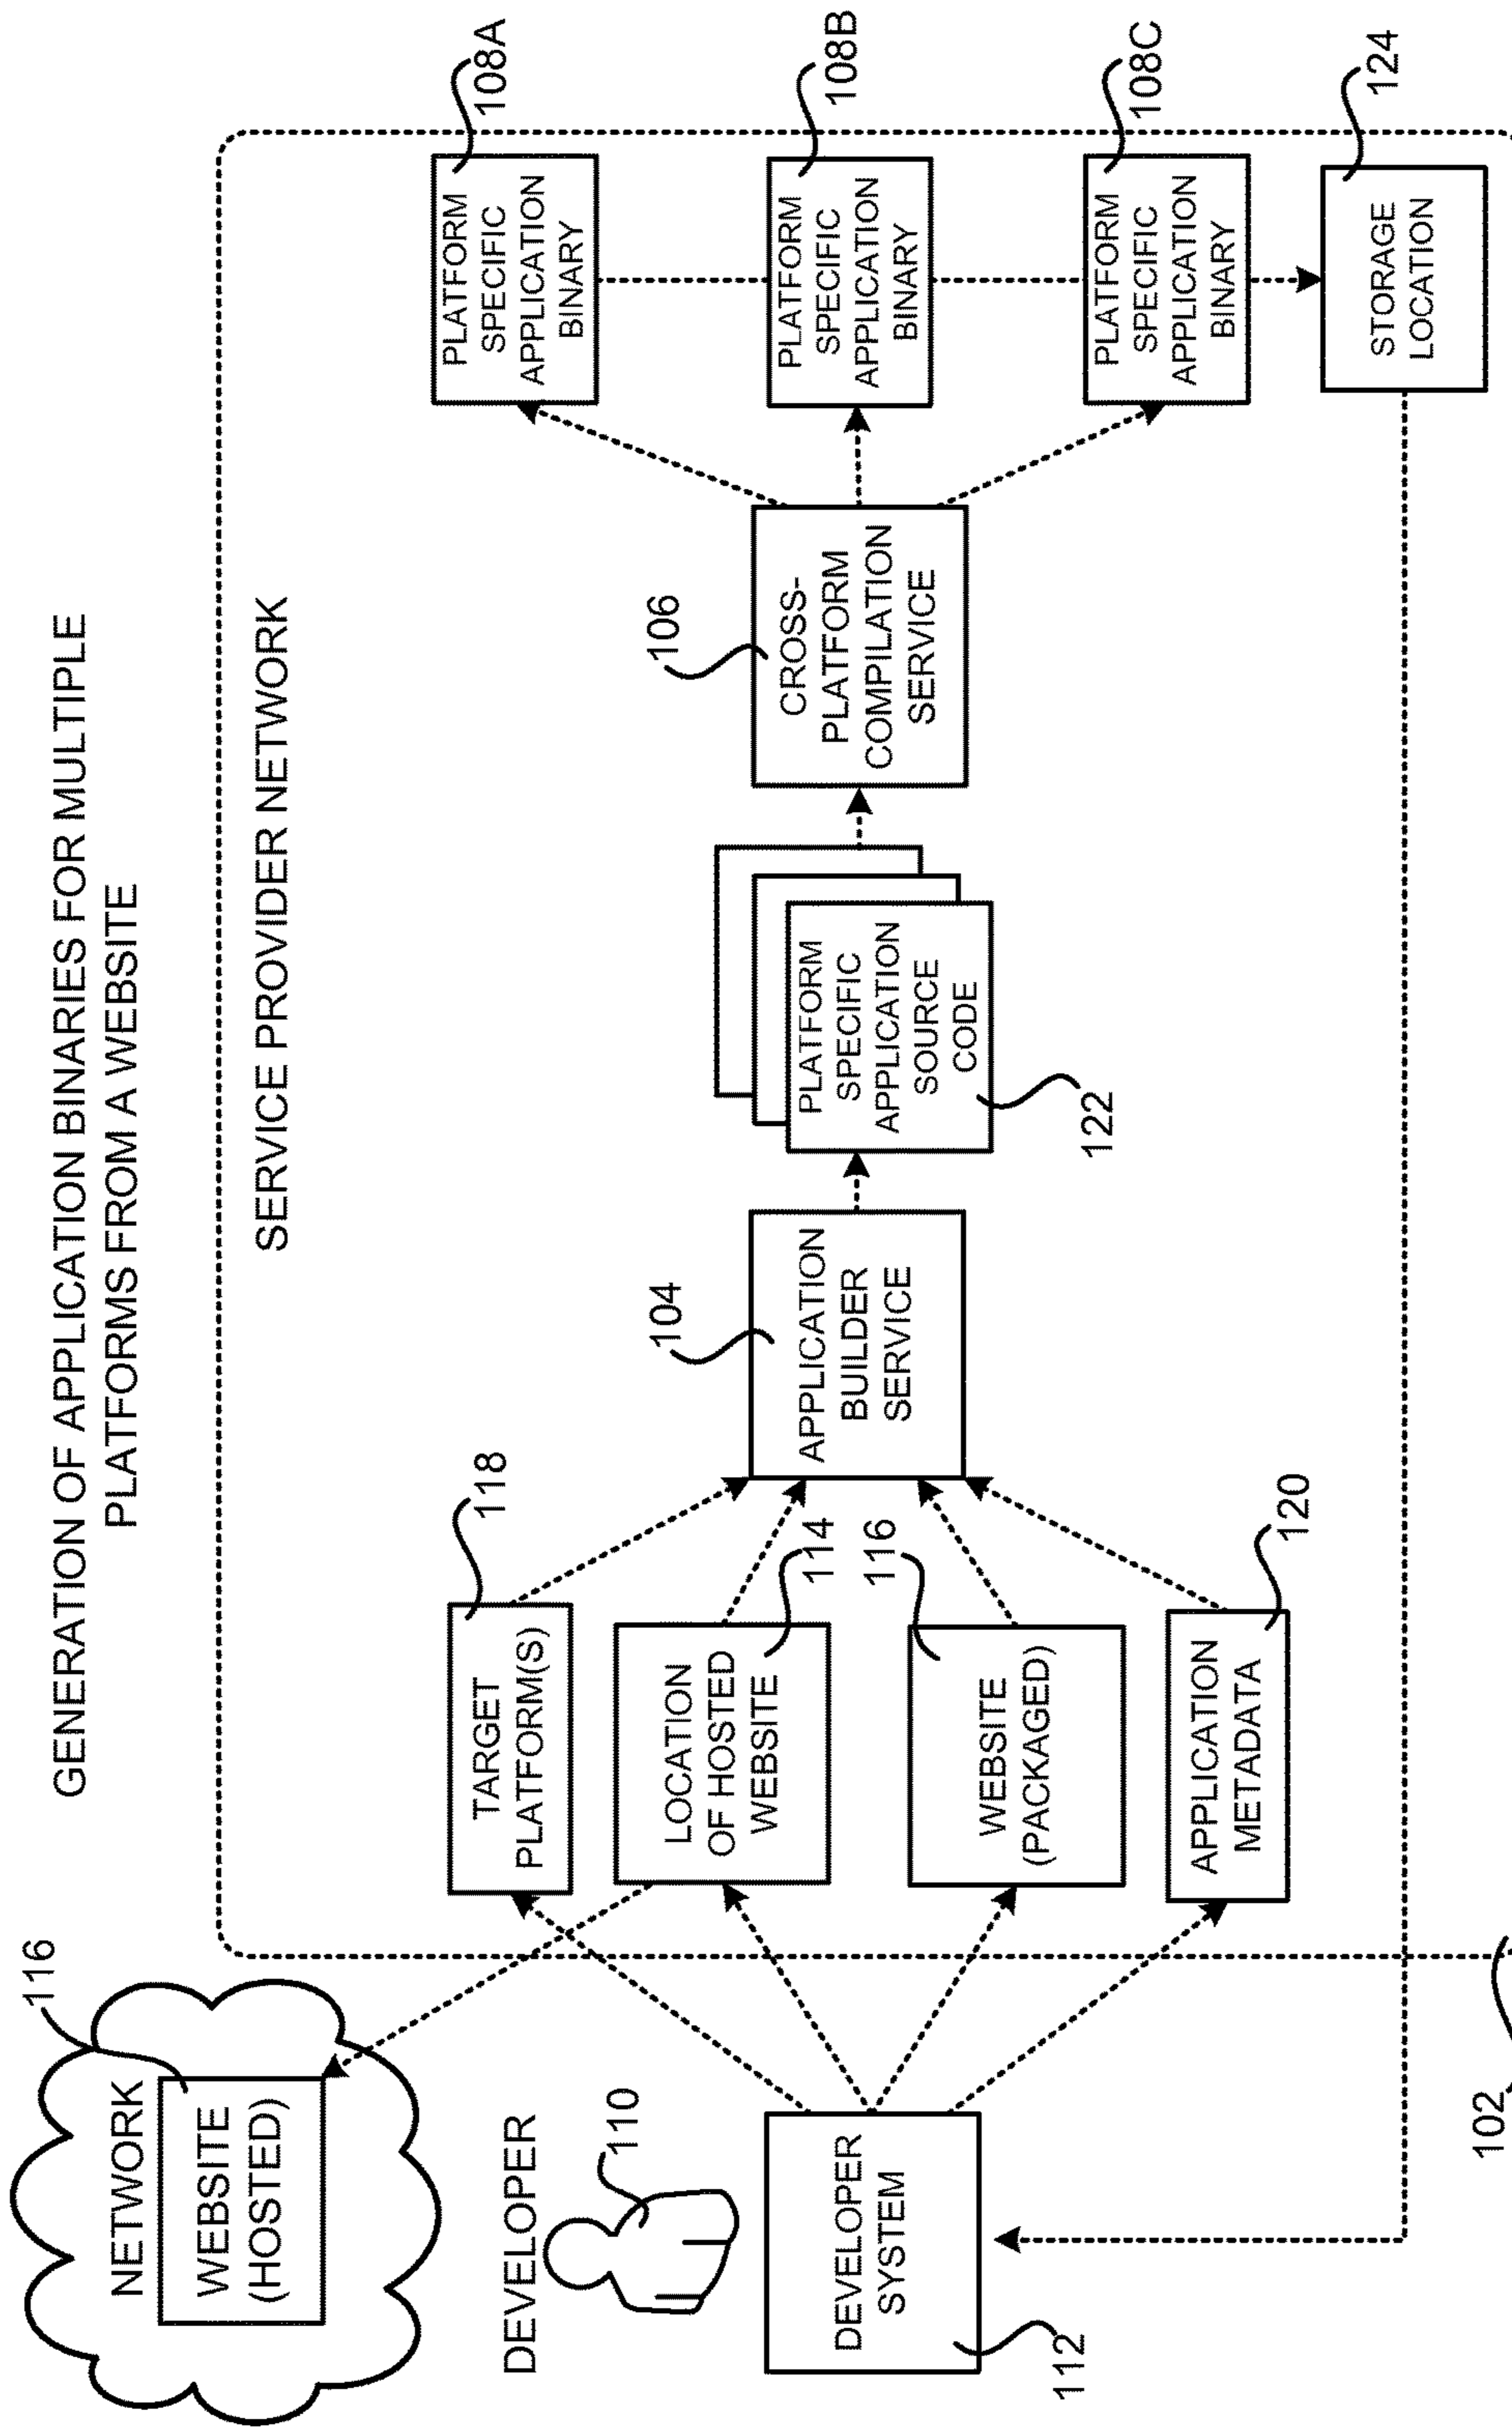 GENERATION OF APPLICATION BINARIES FOR MULTIPLE
PLATFORMS FROM A WEBSITE
116
NETWORK
WEBSITE
(HOSTED)
SERVICE PROVIDER NETWORK
DEVELOPER
110
DEVELOPER
SYSTEM
112
118
TARGET
PLATFORM(S)
LOCATION
OF HOSTED
WEBSITE
114
116
WEBSITE
(PACKAGED)
APPLICATION
METADATA
120
104
APPLICATION
BUILDER
SERVICE
PLATFORM
SPECIFIC
APPLICATION
SOURCE
CODE
122
106
CROSS-
PLATFORM
COMPILATION
SERVICE
PLATFORM
SPECIFIC
APPLICATION
BINARY
108A
PLATFORM
SPECIFIC
APPLICATION
BINARY
108B
PLATFORM
SPECIFIC
APPLICATION
BINARY
108C
STORAGE
LOCATION
124
102